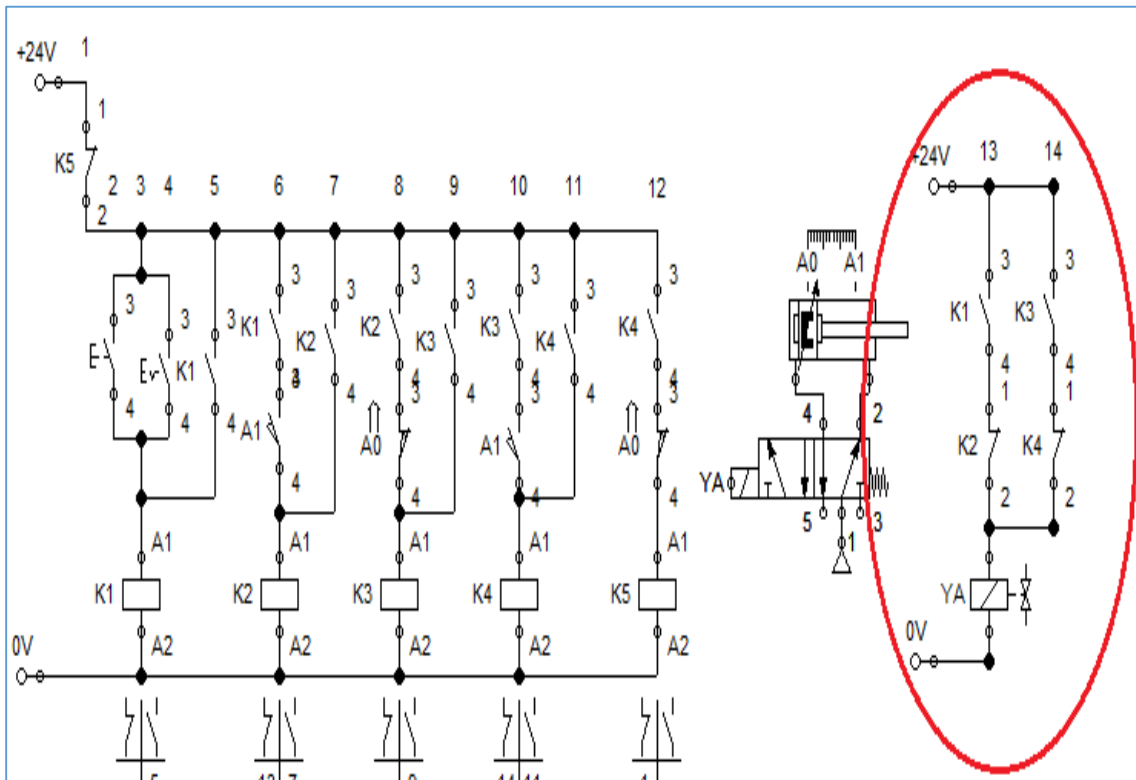 +24V 1
1
K5
2
2 3 4 5 6 7 8 9 10 11 12
3 3 3 3 3 3 3 3 3 3
K1 K2 K2 K3 K3 K4 K4
E E K1
4 4 4 4 4 4 4 4 4 4
3 3 3 3
A1 A0 A1 A0
4 4 4 4
A1 A1 A1 A1 A1
K1 K2 K3 K4 K5
0V A2 A2 A2 A2 A2
A0 A1
4 2
YA
5 3
1
+24V 13 14
3 3
K1 K3
4 4
1 1
K2 K4
2 2
YA
0V